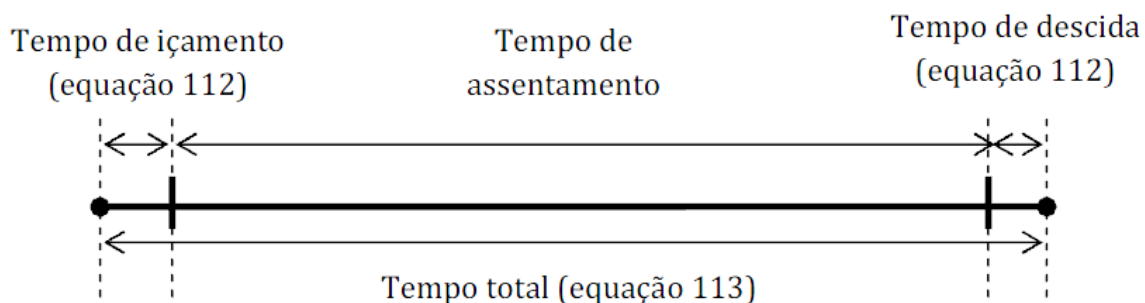 Tempo de içamento
(equação 112)
Tempo de
assentamento
Tempo de descida
(equação 112)
Tempo total (equação 113)